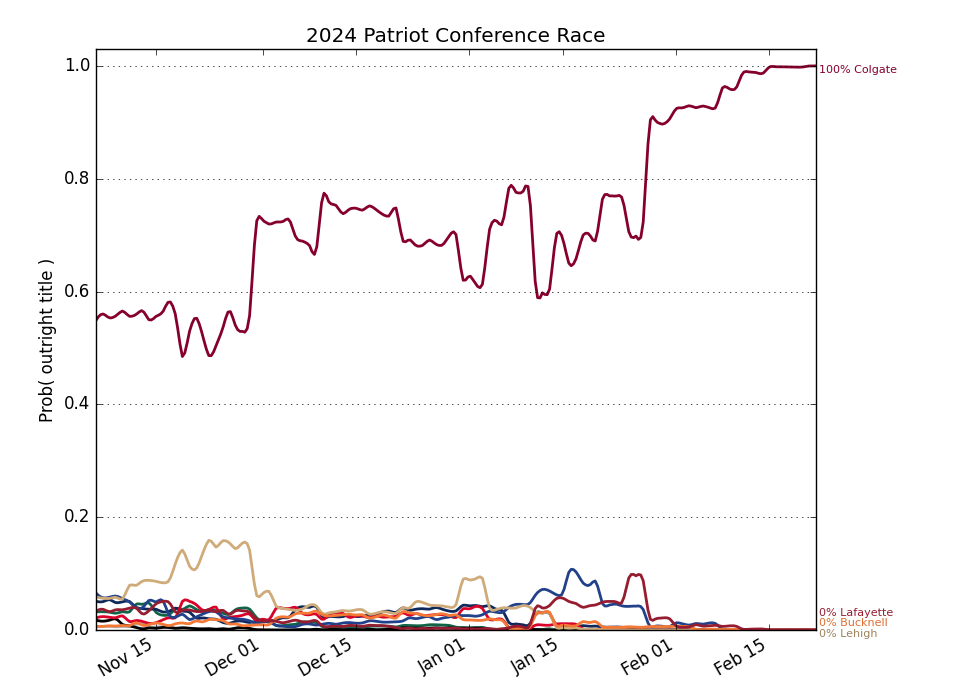 2024 Patriot Conference Race
Prob( outright title )
1.0
0.8
0.6
0.4
0.2
0.0
Nov 15
Dec 01
Dec 15
Jan 01
Jan 15
Feb 01
Feb 15
100% Colgate
0% Lafayette
0% Bucknell
0% Lehigh